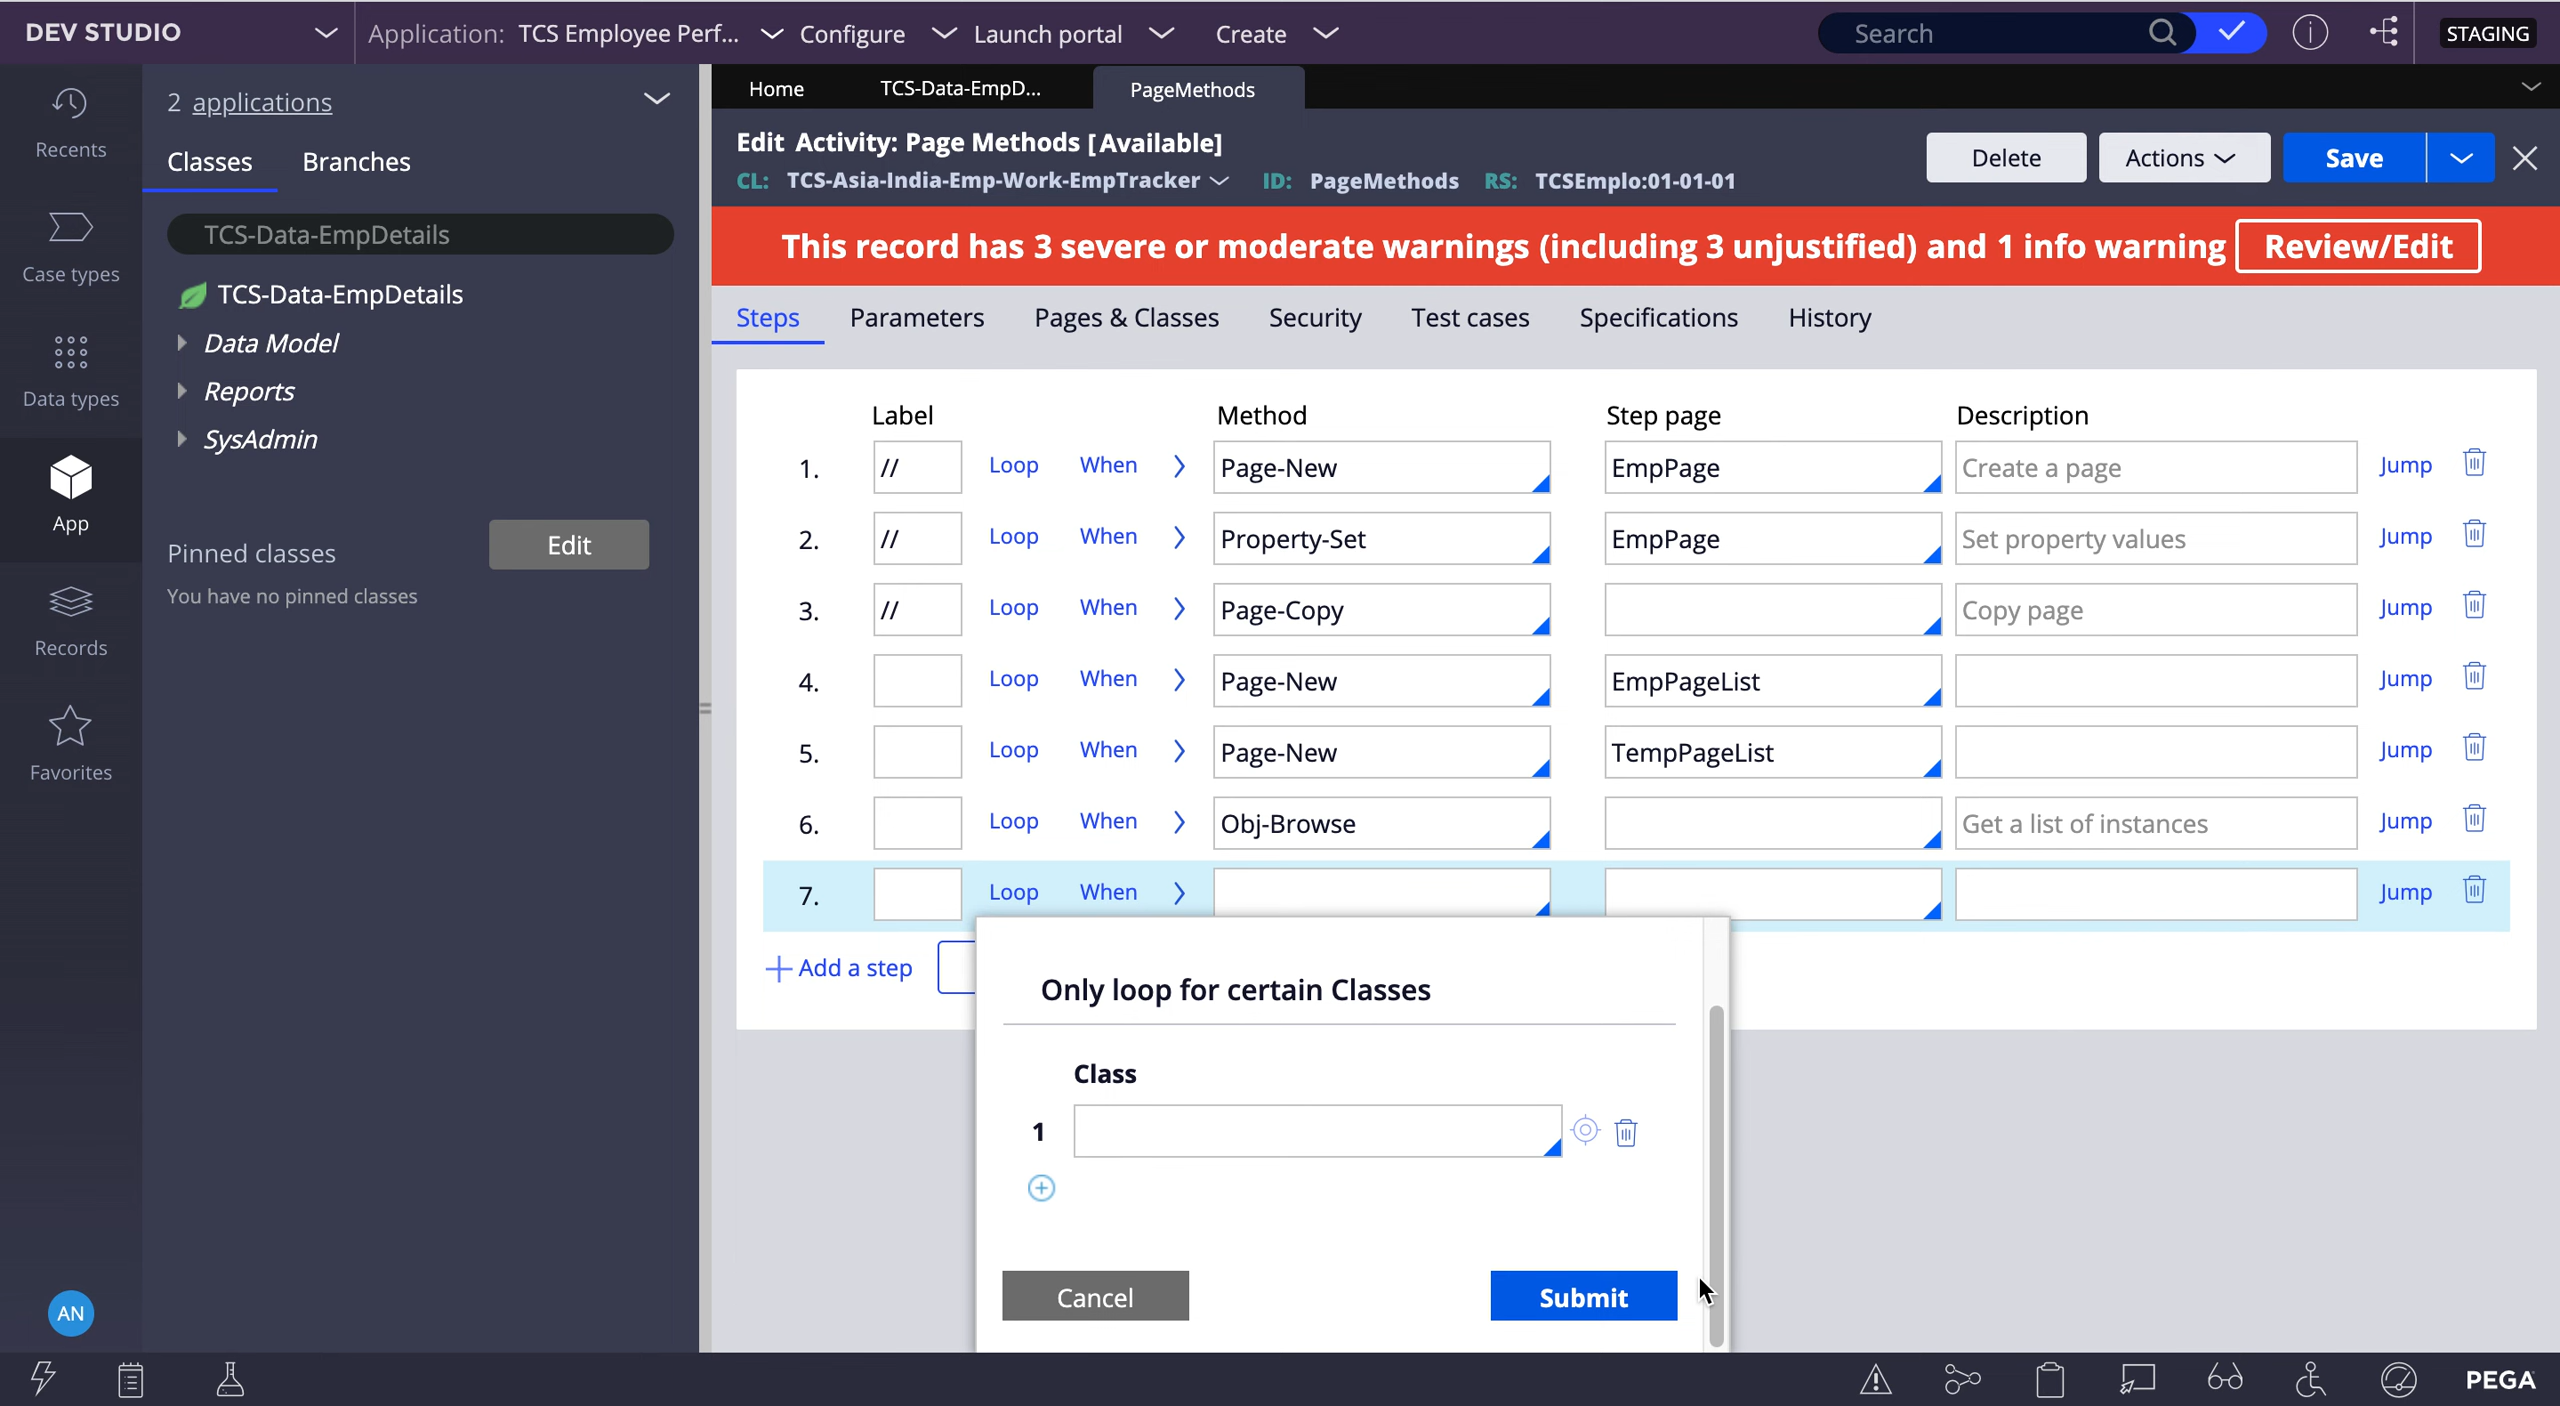 DEV STUDIO
Application: TCS Employee Perf... Configure Launch portal Create
Search
STAGING
Recents
Case types
Data types
App
Records
Favorites
AN
2 applications
Classes Branches
TCS-Data-EmpDetails
TCS-Data-EmpDetails
Data Model
Reports
SysAdmin
Pinned classes Edit
You have no pinned classes
Home TCS-Data-EmpD... PageMethods
Edit Activity: Page Methods [Available]
CL: TCS-Asia-India-Emp-Work-EmpTracker ID: PageMethods RS: TCSEmplo:01-01-01
Delete Actions Save
This record has 3 severe or moderate warnings (including 3 unjustified) and 1 info warning Review/Edit
Steps Parameters Pages & Classes Security Test cases Specifications History
Label Method Step page Description
1. // Loop When Page-New EmpPage Create a page Jump
2. // Loop When Property-Set EmpPage Set property values Jump
3. // Loop When Page-Copy Copy page Jump
4. Loop When Page-New EmpPageList Jump
5. Loop When Page-New TempPageList Jump
6. Loop When Obj-Browse Get a list of instances Jump
7. Loop When Jump
Add a step
Only loop for certain Classes
Class
1
Cancel Submit
PEGA